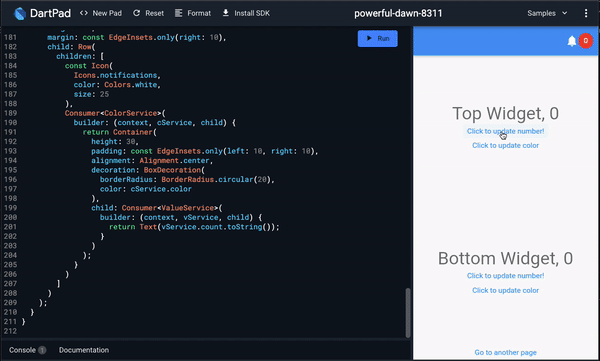 DartPad
New Pad
Reset
Format
Install SDK
powerful-dawn-8311
Samples
Run
181 margin: const EdgeInsets.only(right: 10),
182 child: Row(
183 children: [
184 const Icon(
185 Icons.notifications,
186 color: Colors.white,
187 size: 25
188 ),
189 Consumer<ColorService>(
190 builder: (context, cService, child) {
191 return Container(
192 height: 30,
193 padding: const EdgeInsets.only(left: 10, right: 10),
194 alignment: Alignment.center,
195 decoration: BoxDecoration(
196 borderRadius: BorderRadius.circular(20),
197 color: cService.color
198 ),
199 child: Consumer<ValueService>(
200 builder: (context, vService, child) {
201 return Text(vService.count.toString());
202 }
203 )
204 );
205 }
206 )
207 ]
208 )
209 );
210 }
211 }
212
0
Top Widget, 0
Click to update number!
Click to update color
Bottom Widget, 0
Click to update number!
Click to update color
Go to another page
Console 1
Documentation